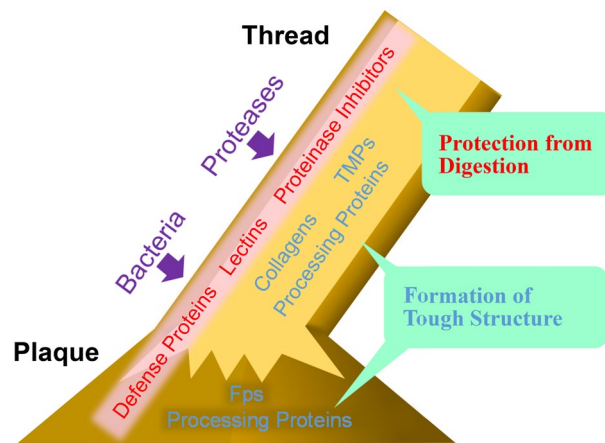 Thread
Proteases
Bacteria
Plaque
Defense Proteins Lectins Proteinase Inhibitors
Collagens TMPs
Processing Proteins
Fps
Processing Proteins
Protection from
Digestion
Formation of
Tough Structure